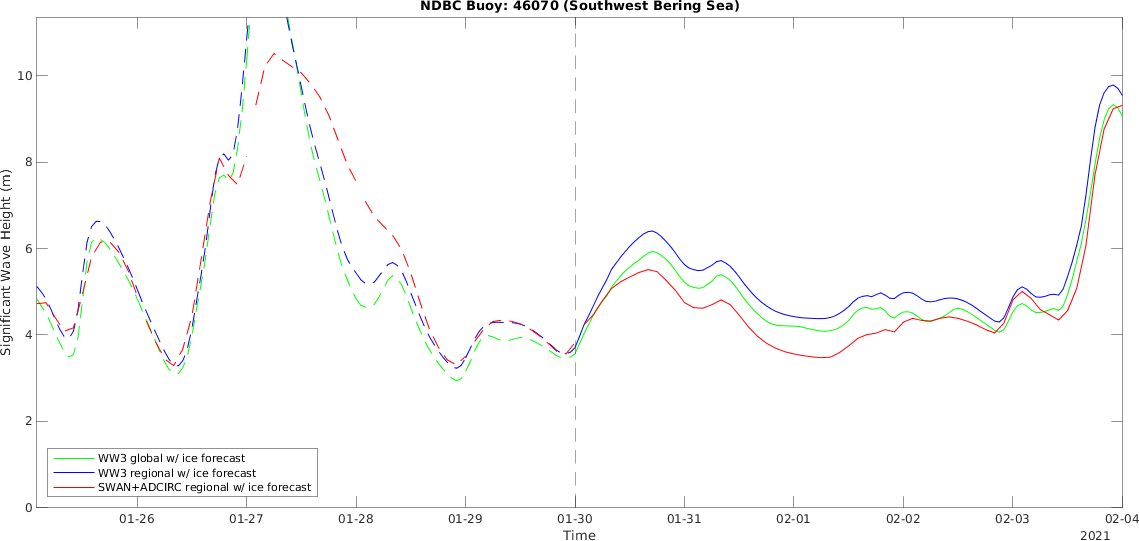 NDBC Buoy: 46070 (Southwest Bering Sea)
Significant Wave Height (m)
10
8
6
4
2
0
WW3 global w/ ice forecast
WW3 regional w/ ice forecast
SWAN+ADCIRC regional w/ ice forecast
01-26 01-27 01-28 01-29 01-30 01-31 02-01 02-02 02-03 02-04
Time
2021